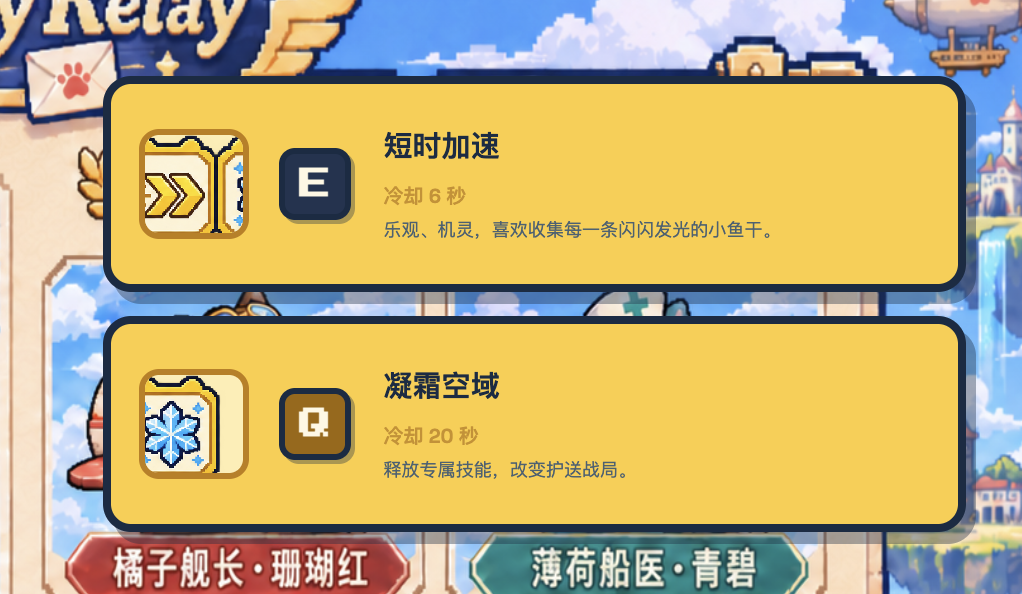 yRelay
短时加速
E
冷却 6 秒
乐观、机灵，喜欢收集每一条闪闪发光的小鱼干。
凝霜空域
Q
冷却 20 秒
释放专属技能，改变护送战局。
橘子舰长·珊瑚红
薄荷船医·青碧